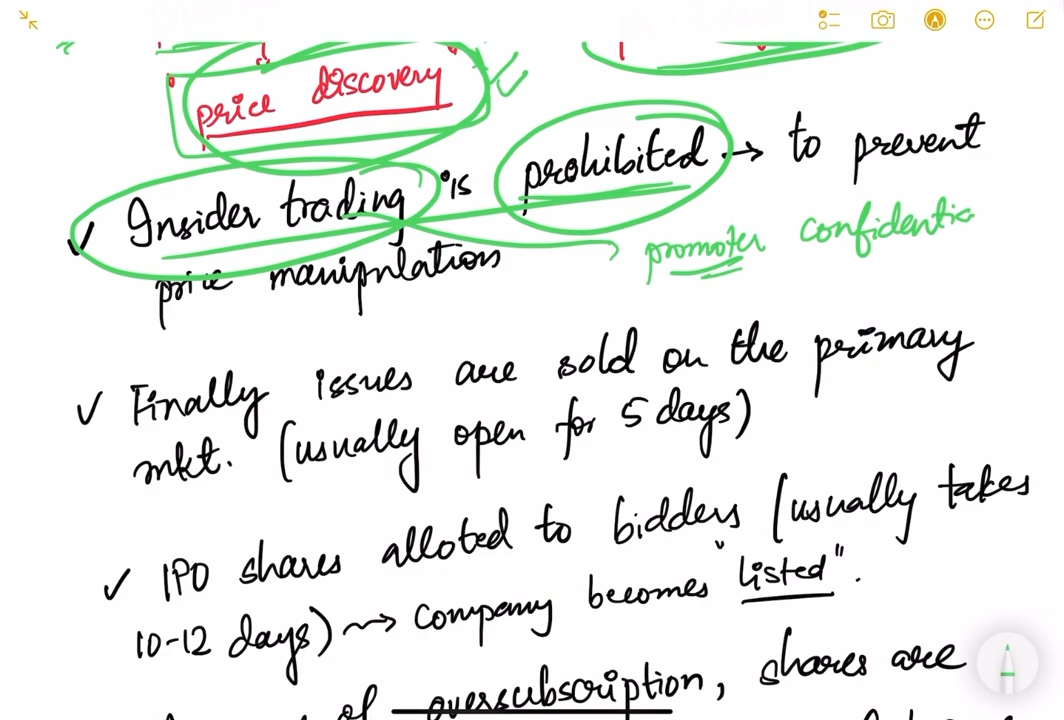 price discovery
✓ Insider trading is prohibited → to prevent
price manipulation → promoter confidentia
✓ Finally issues are sold on the primary
mkt. (usually open for 5 days)
✓ IPO shares alloted to bidders (usually takes
10-12 days) ⇝ Company becomes "listed".
of oversubscription, shares are